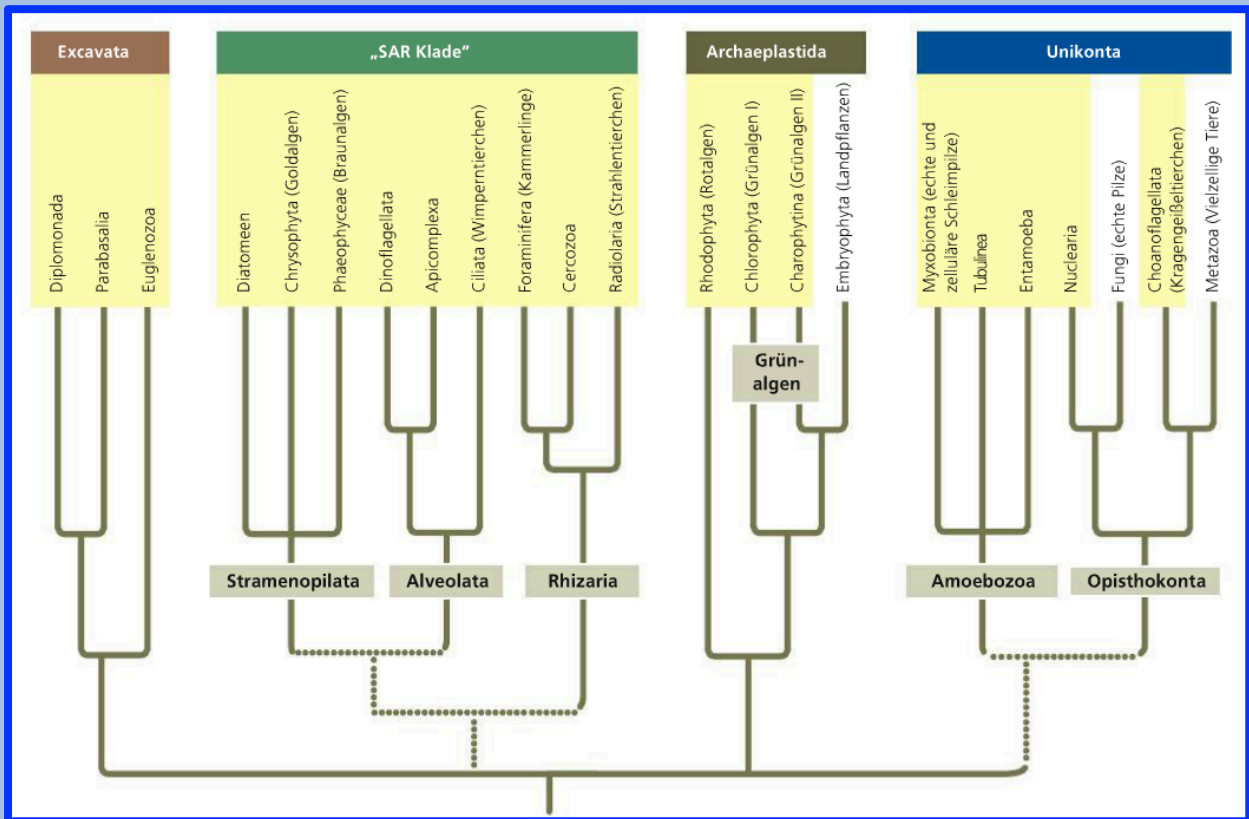 Excavata
„SAR Klade”
Archaeplastida
Unikonta
Diplomonada
Parabasalia
Euglenozoa
Diatomeen
Chrysophyta (Goldalgen)
Phaeophyceae (Braunalgen)
Dinoflagellata
Apicomplexa
Ciliata (Wimperntierchen)
Foraminifera (Kammerlinge)
Cercozoa
Radiolaria (Strahlentierchen)
Rhodophyta (Rotalgen)
Chlorophyta (Grünalgen I)
Charophytina (Grünalgen II)
Embryophyta (Landpflanzen)
Myxobionta (echte und
zelluläre Schleimpilze)
Tubulinea
Entamoeba
Nuclearia
Fungi (echte Pilze)
Choanoflagellata
(Kragengeißeltierchen)
Metazoa (Vielzellige Tiere)
Grün-
algen
Stramenopilata
Alveolata
Rhizaria
Amoebozoa
Opisthokonta